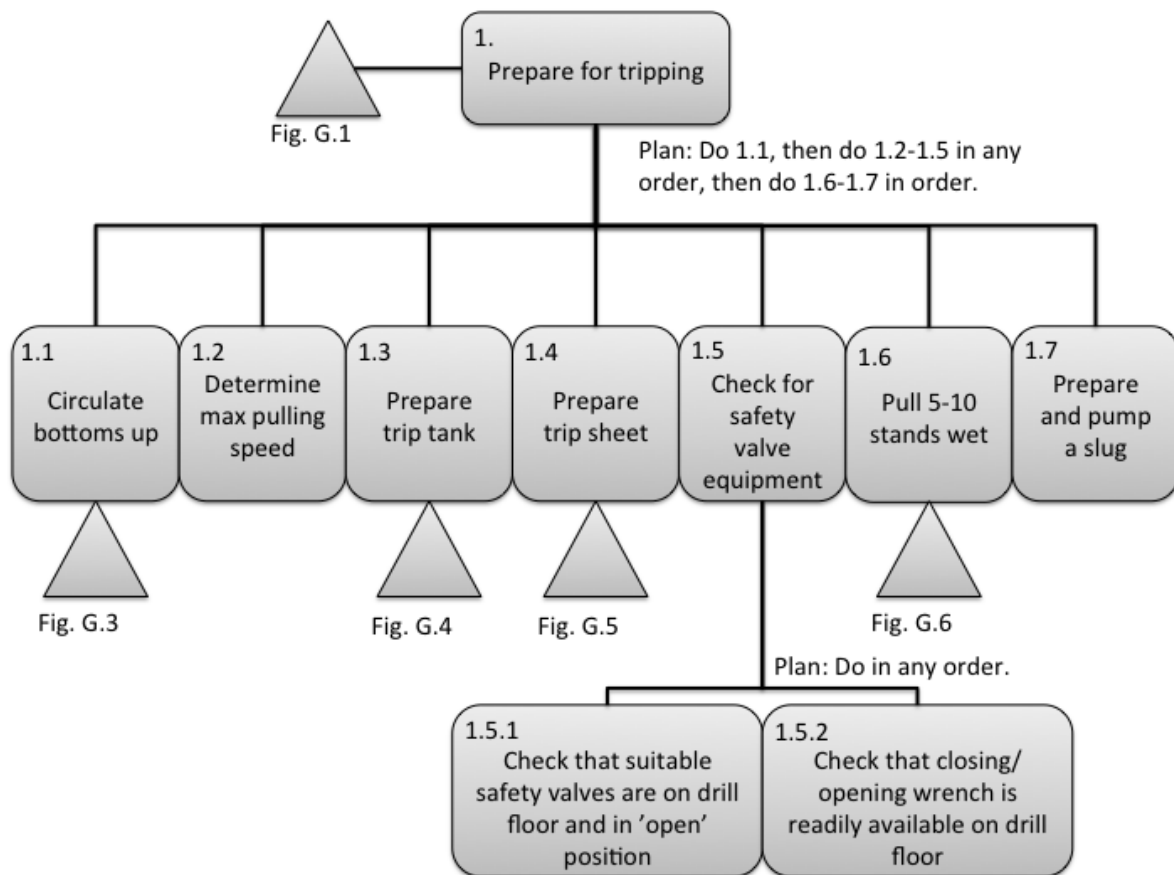 1.
Prepare for tripping
Fig. G.1
Plan: Do 1.1, then do 1.2-1.5 in any
order, then do 1.6-1.7 in order.
1.1
Circulate
bottoms up
1.2
Determine
max pulling
speed
1.3
Prepare
trip tank
1.4
Prepare
trip sheet
1.5
Check for
safety
valve
equipment
1.6
Pull 5-10
stands wet
1.7
Prepare
and pump
a slug
Fig. G.3
Fig. G.4
Fig. G.5
Fig. G.6
Plan: Do in any order.
1.5.1
Check that suitable
safety valves are on drill
floor and in ’open’
position
1.5.2
Check that closing/
opening wrench is
readily available on drill
floor